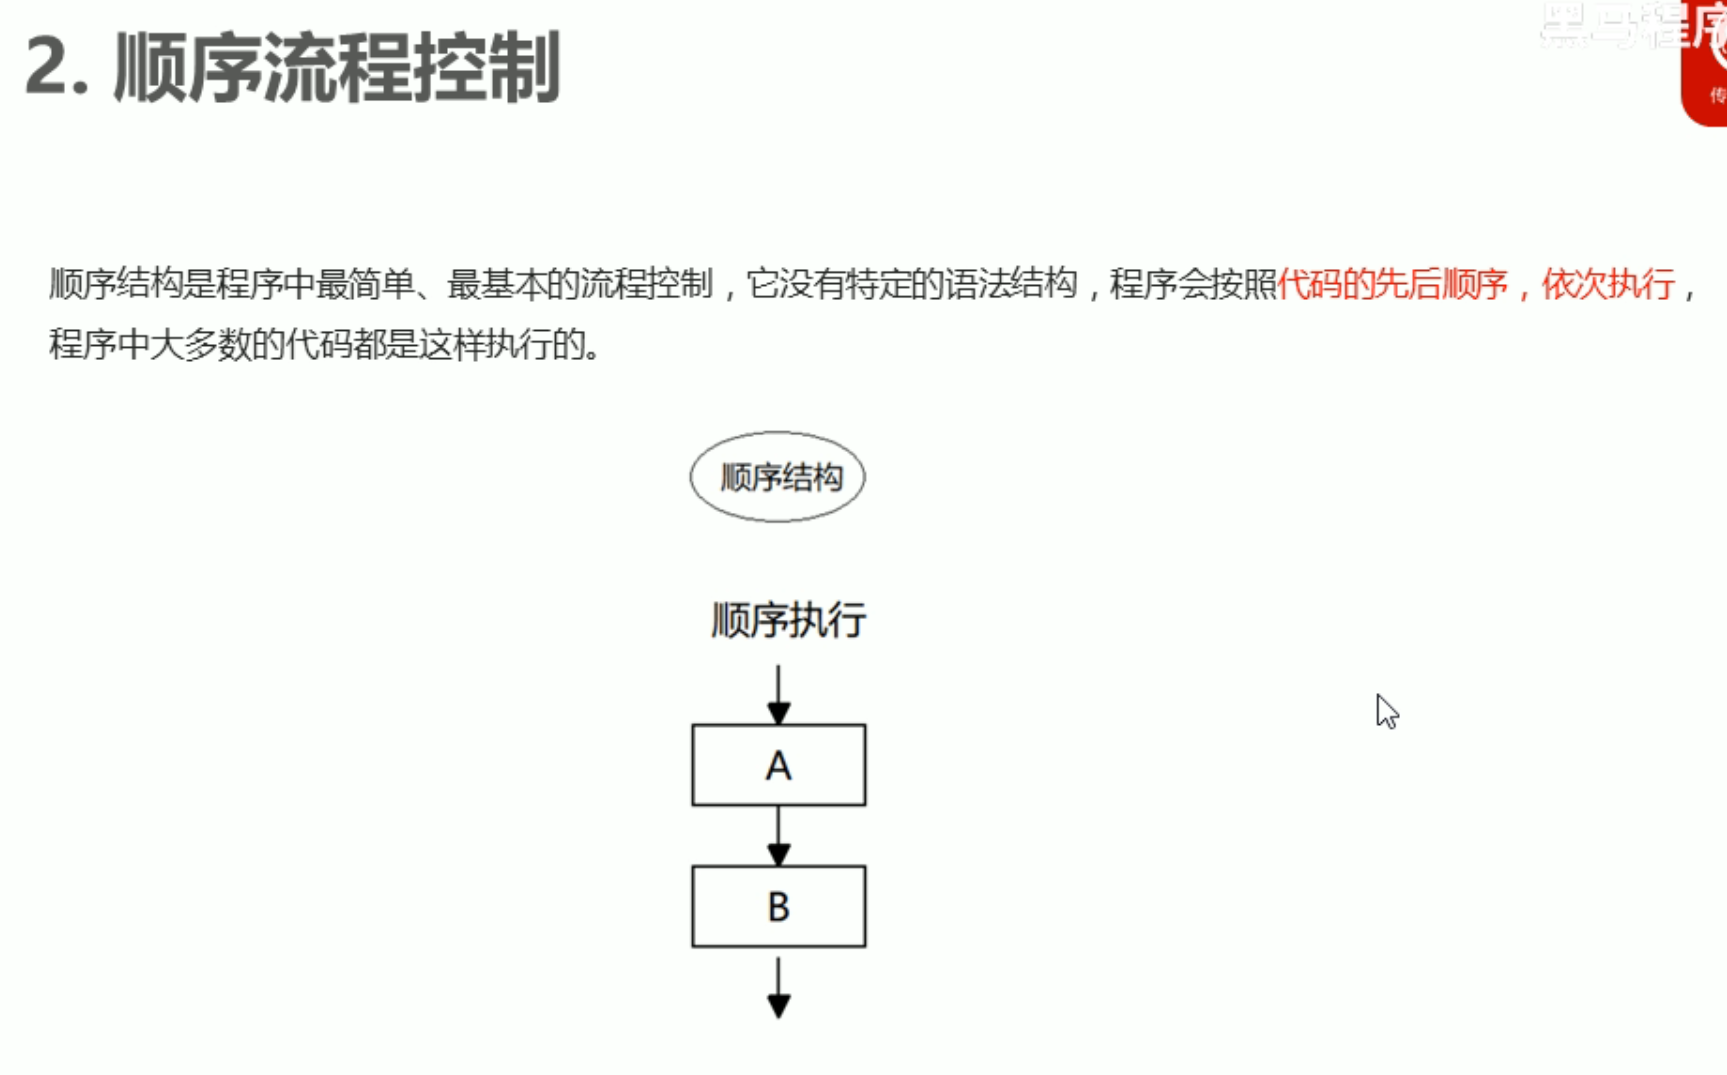 黑马程序
2. 顺序流程控制
传
顺序结构是程序中最简单、最基本的流程控制，它没有特定的语法结构，程序会按照代码的先后顺序，依次执行，
程序中大多数的代码都是这样执行的。
顺序结构
顺序执行
A
B